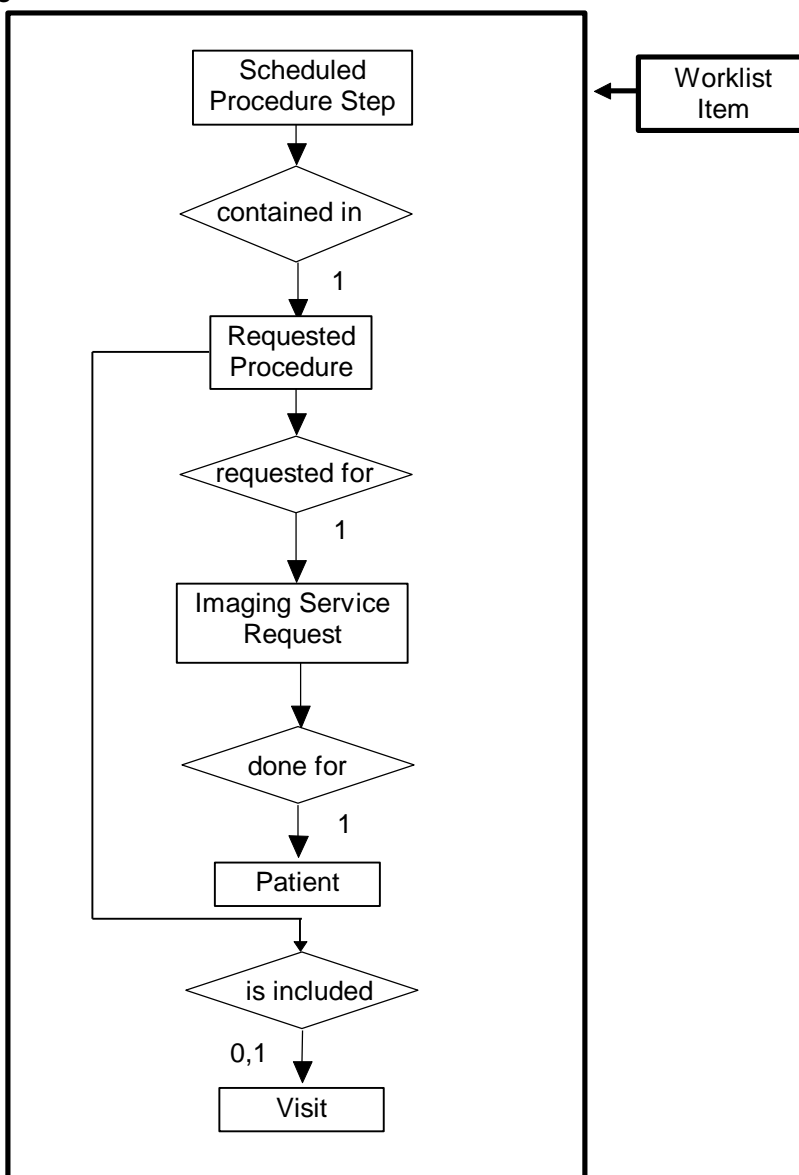 Scheduled
Procedure Step
Worklist
Item
contained in
1
Requested
Procedure
requested for
1
Imaging Service
Request
done for
1
Patient
is included
0,1
Visit